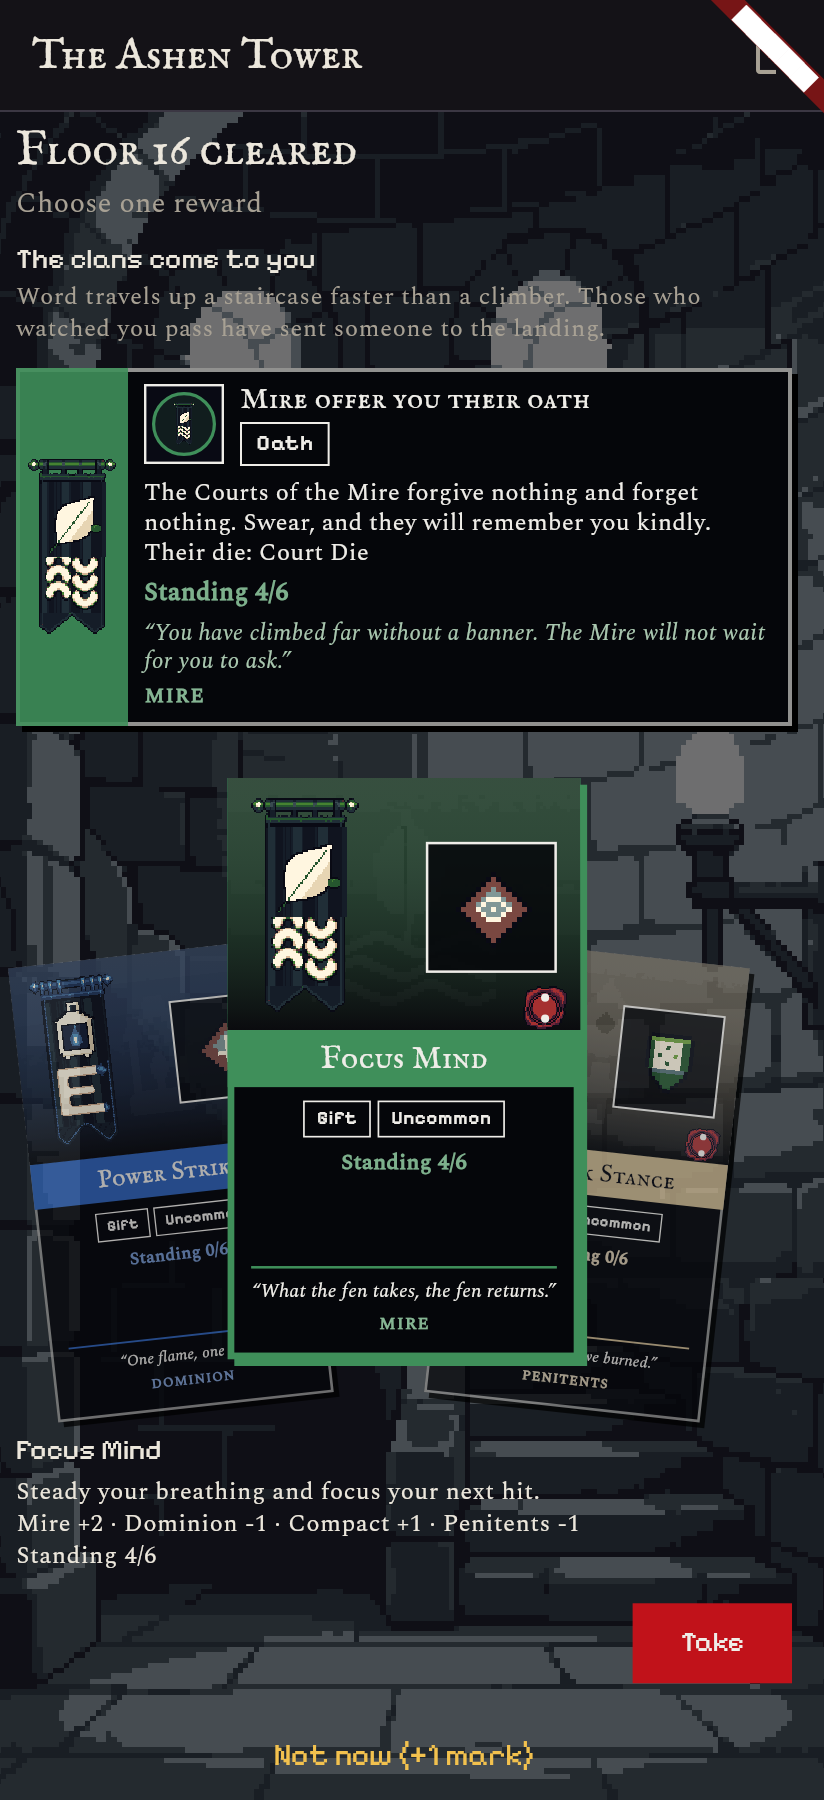 The Ashen Tower
Floor 16 cleared
Choose one reward
The clans come to you
Word travels up a staircase faster than a climber. Those who
watched you pass have sent someone to the landing.
Mire offer you their oath
Oath
The Courts of the Mire forgive nothing and forget
nothing. Swear, and they will remember you kindly.
Their die: Court Die
Standing 4/6
“You have climbed far without a banner. The Mire will not wait
for you to ask.”
MIRE
Power
Gift
Standing 0/6
“One flame, one
DOMINION
Focus Mind
Gift
Uncommon
Standing 4/6
“What the fen takes, the fen returns.”
MIRE
Stance
0/6
burned.”
PENITENTS
Focus Mind
Steady your breathing and focus your next hit.
Mire +2 · Dominion -1 · Compact +1 · Penitents -1
Standing 4/6
Take
Not now (+1 mark)